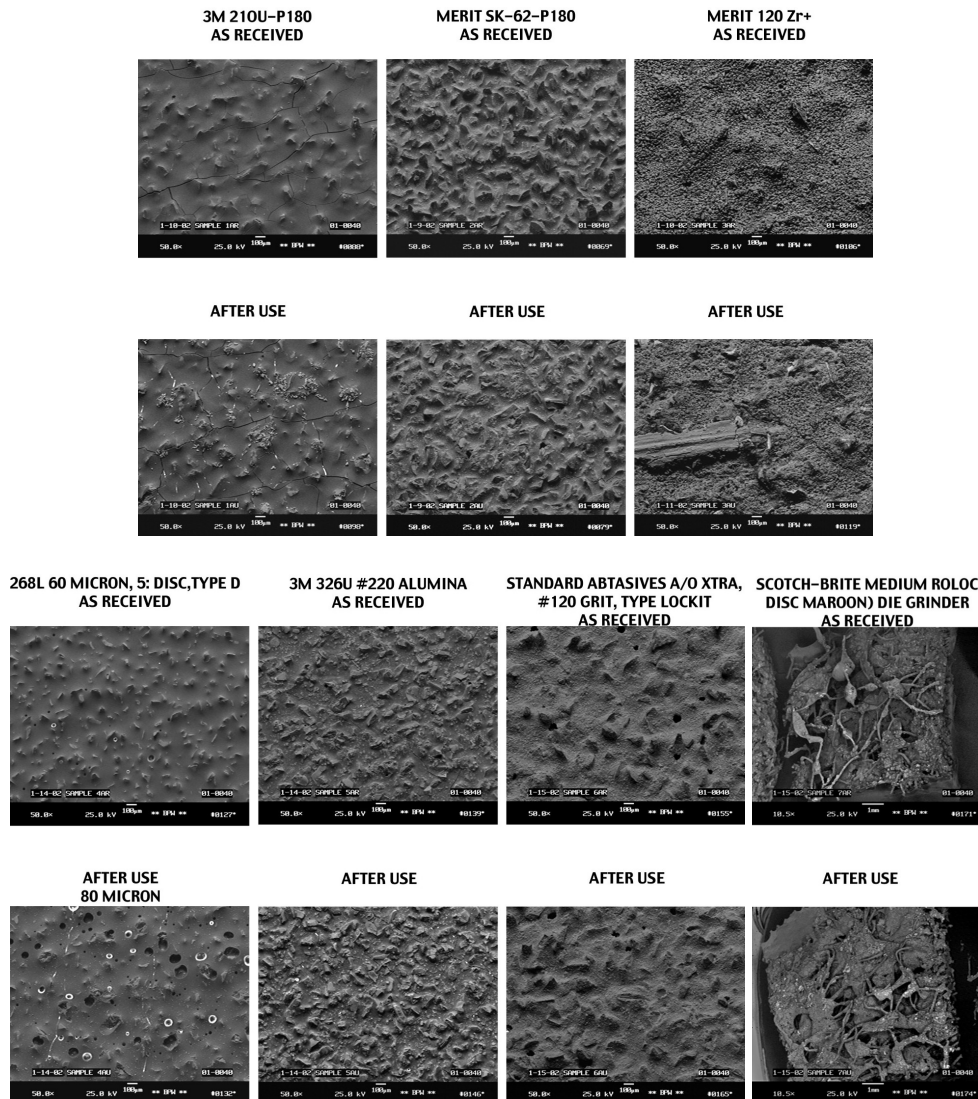 3M 210U-P180
AS RECEIVED
MERIT SK-62-P180
AS RECEIVED
MERIT 120 Zr+
AS RECEIVED
1-10-02 SAMPLE 1AR 01-0040
50.0× 25.0 kV 100µm ** BPW ** #0088*
1-9-02 SAMPLE 2AR 01-0040
50.0× 25.0 kV 100µm ** BPW ** #0069*
1-10-02 SAMPLE 3AR 01-0040
50.0× 25.0 kV 100µm ** BPW ** #0106*
AFTER USE
AFTER USE
AFTER USE
1-10-02 SAMPLE 1AU 01-0040
50.0× 25.0 kV 100µm ** BPW ** #0098*
1-9-02 SAMPLE 2AU 01-0040
50.0× 25.0 kV 100µm ** BPW ** #0079*
1-11-02 SAMPLE 3AU 01-0040
50.0× 25.0 kV 100µm ** BPW ** #0119*
268L 60 MICRON, 5: DISC,TYPE D
AS RECEIVED
3M 326U #220 ALUMINA
AS RECEIVED
STANDARD ABTASIVES A/O XTRA,
#120 GRIT, TYPE LOCKIT
AS RECEIVED
SCOTCH-BRITE MEDIUM ROLOC
DISC MAROON) DIE GRINDER
AS RECEIVED
1-14-02 SAMPLE 4AR 01-0040
50.0× 25.0 kV 100µm ** BPW ** #0127*
1-14-02 SAMPLE 5AR 01-0040
50.0× 25.0 kV 100µm ** BPW ** #0139*
1-15-02 SAMPLE 6AR 01-0040
50.0× 25.0 kV 100µm ** BPW ** #0155*
1-15-02 SAMPLE 7AR 01-0040
10.5× 25.0 kV 1mm ** BPW ** #0171*
AFTER USE
80 MICRON
AFTER USE
AFTER USE
AFTER USE
1-14-02 SAMPLE 4AU 01-0040
50.0× 25.0 kV 100µm ** BPW ** #0132*
1-14-02 SAMPLE 5AU 01-0040
50.0× 25.0 kV 100µm ** BPW ** #0146*
1-15-02 SAMPLE 6AU 01-0040
50.0× 25.0 kV 100µm ** BPW ** #0165*
1-15-02 SAMPLE 7AU 01-0040
10.5× 25.0 kV 1mm ** BPW ** #0174*